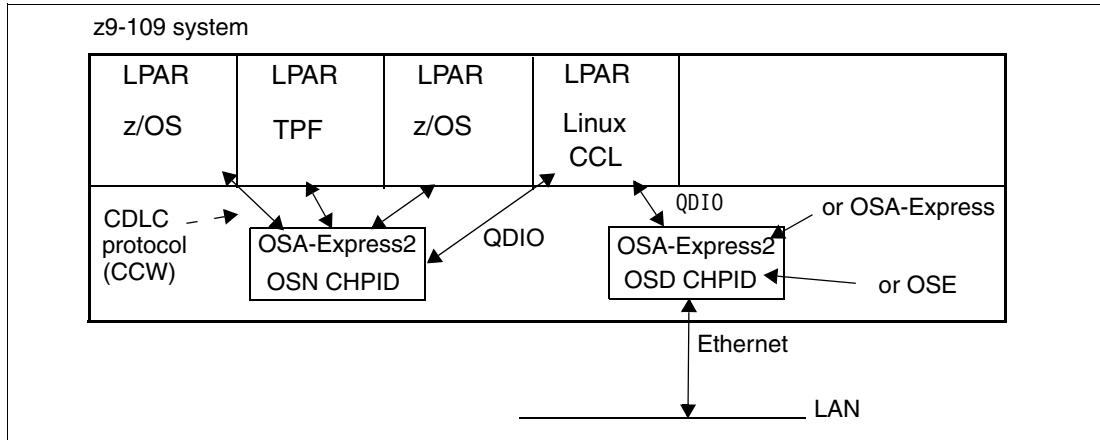 z9-109 system
LPAR
z/OS
LPAR
TPF
LPAR
z/OS
LPAR
Linux
CCL
CDLC
protocol
(CCW)
OSA-Express2
OSN CHPID
QDIO
QDIO
OSA-Express2
OSD CHPID
or OSA-Express
or OSE
Ethernet
LAN